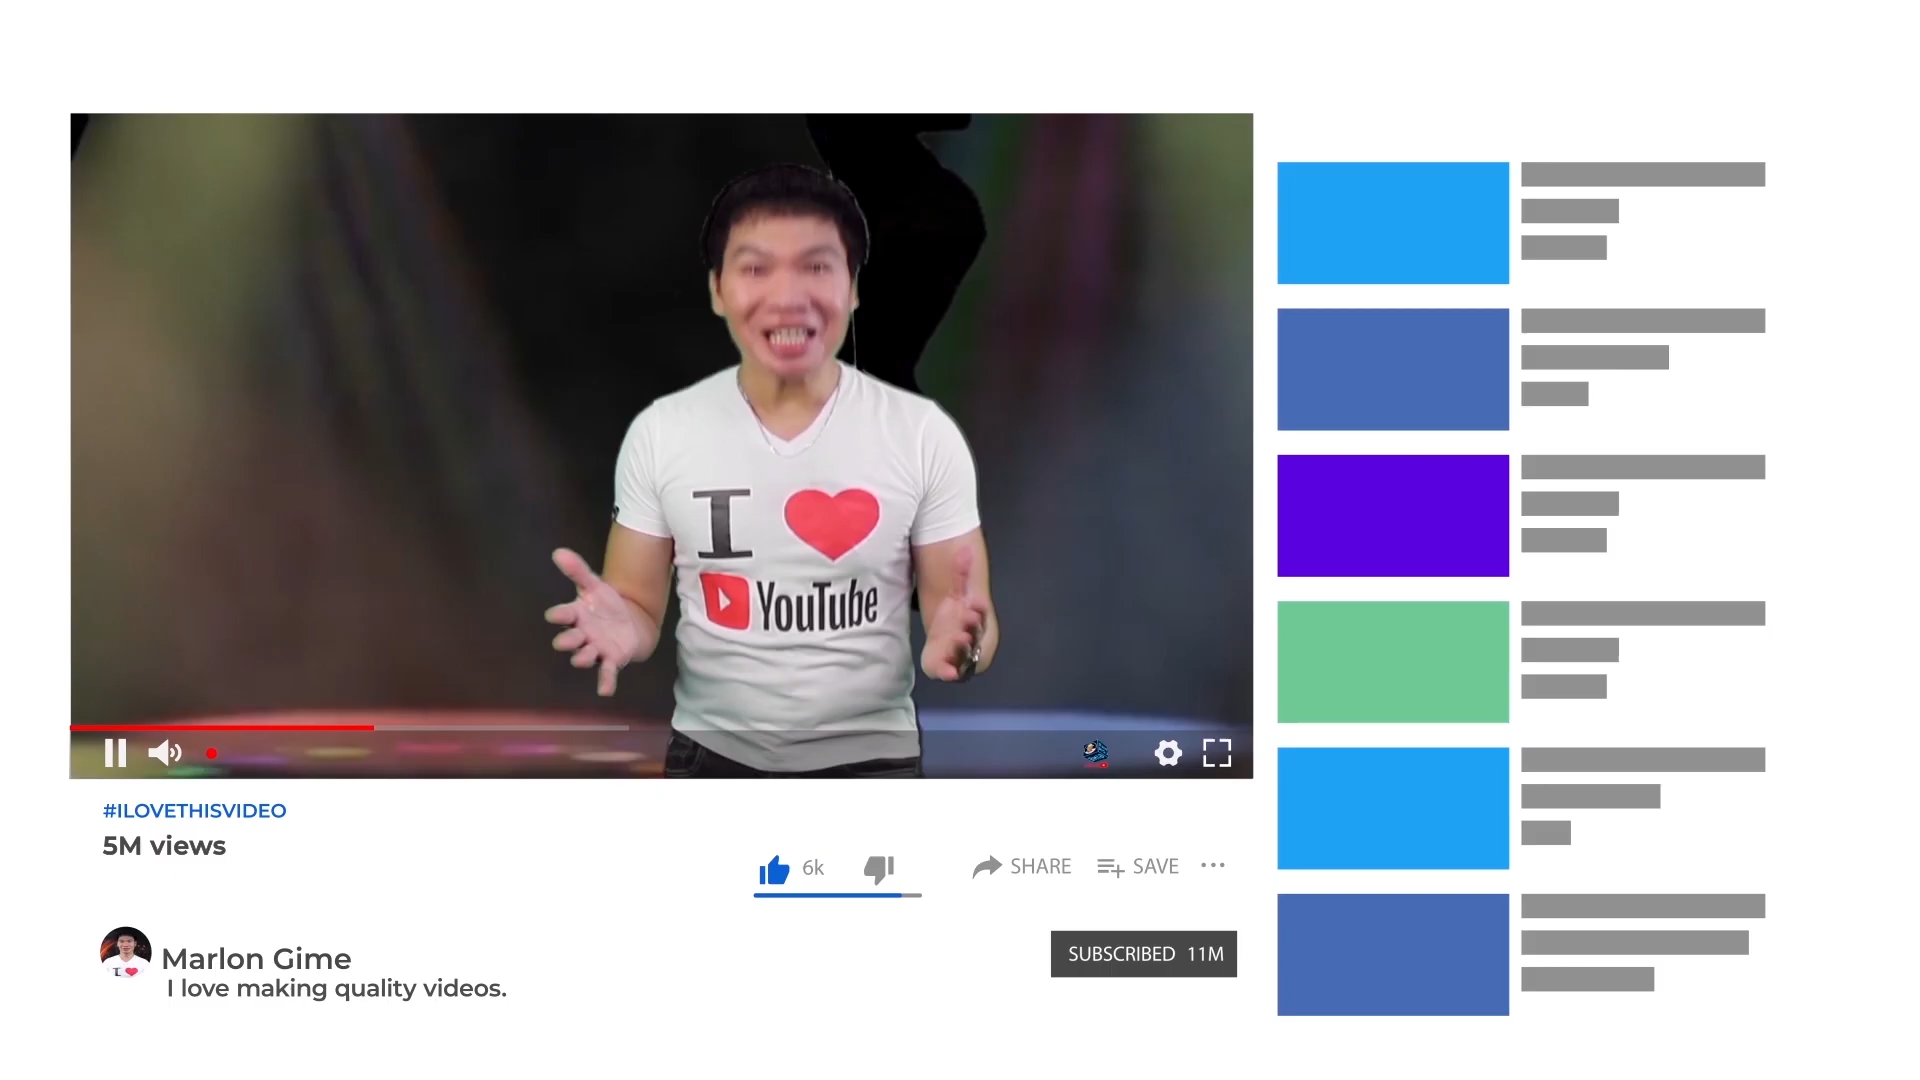 I
YouTube
#ILOVETHISVIDEO
5M views
6k
SHARE
SAVE
SUBSCRIBED 11M
Marlon Gime
I love making quality videos.